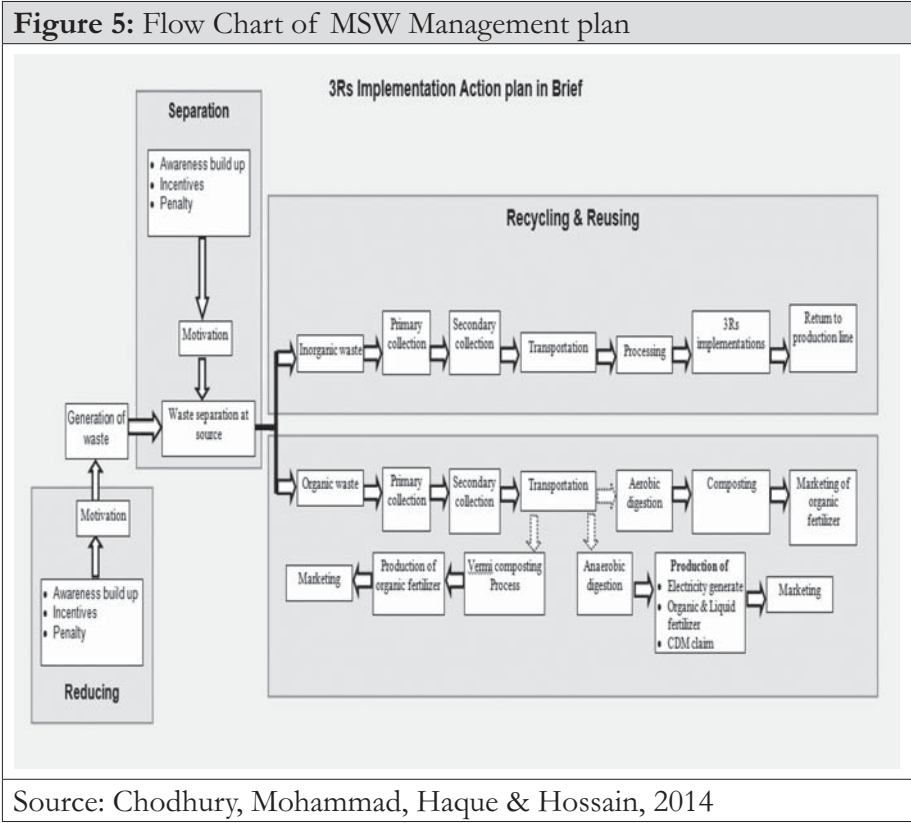 Figure 5: Flow Chart of MSW Management plan
3Rs Implementation Action plan in Brief
Separation
• Awareness build up
• Incentives
• Penalty
Motivation
Waste separation at
source
Generation of
waste
Motivation
• Awareness build up
• Incentives
• Penalty
Reducing
Recycling & Reusing
Inorganic waste
Primary
collection
Secondary
collection
Transportation
Processing
3Rs
implementations
Return to
production line
Organic waste
Primary
collection
Secondary
collection
Transportation
Aerobic
digestion
Composting
Marketing of
organic
fertilizer
Marketing
Production of
organic fertilizer
Vermi composting
Process
Anaerobic
digestion
Production of
• Electricity generate
• Organic & Liquid
fertilizer
• CDM claim
Marketing
Source: Chodhury, Mohammad, Haque & Hossain, 2014